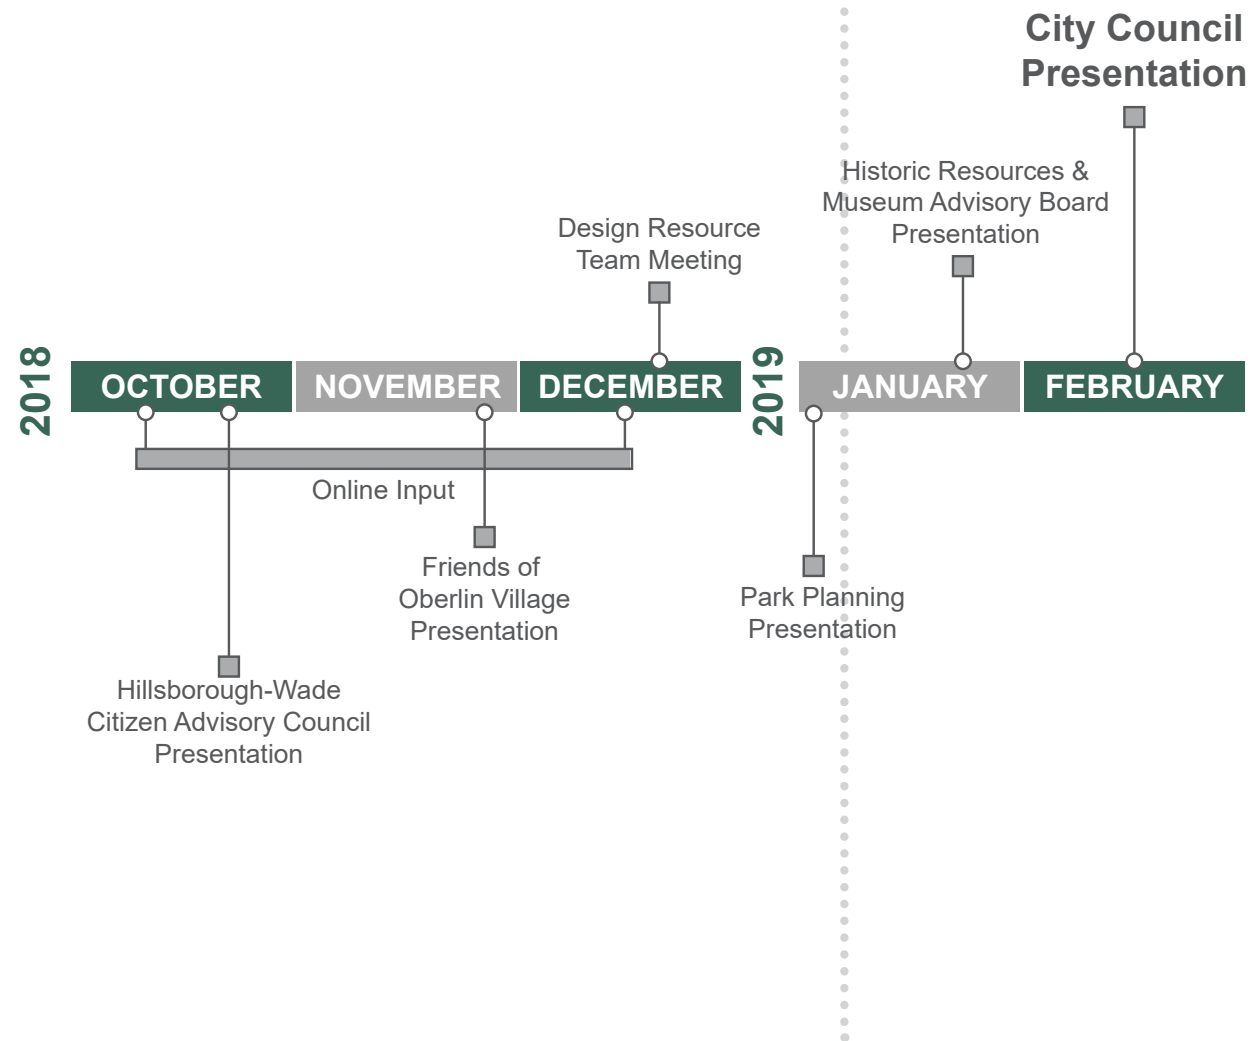 City Council
Presentation
Historic Resources &
Museum Advisory Board
Presentation
Design Resource
Team Meeting
2018
OCTOBER
NOVEMBER
DECEMBER
2019
JANUARY
FEBRUARY
Online Input
Friends of
Oberlin Village
Presentation
Park Planning
Presentation
Hillsborough-Wade
Citizen Advisory Council
Presentation